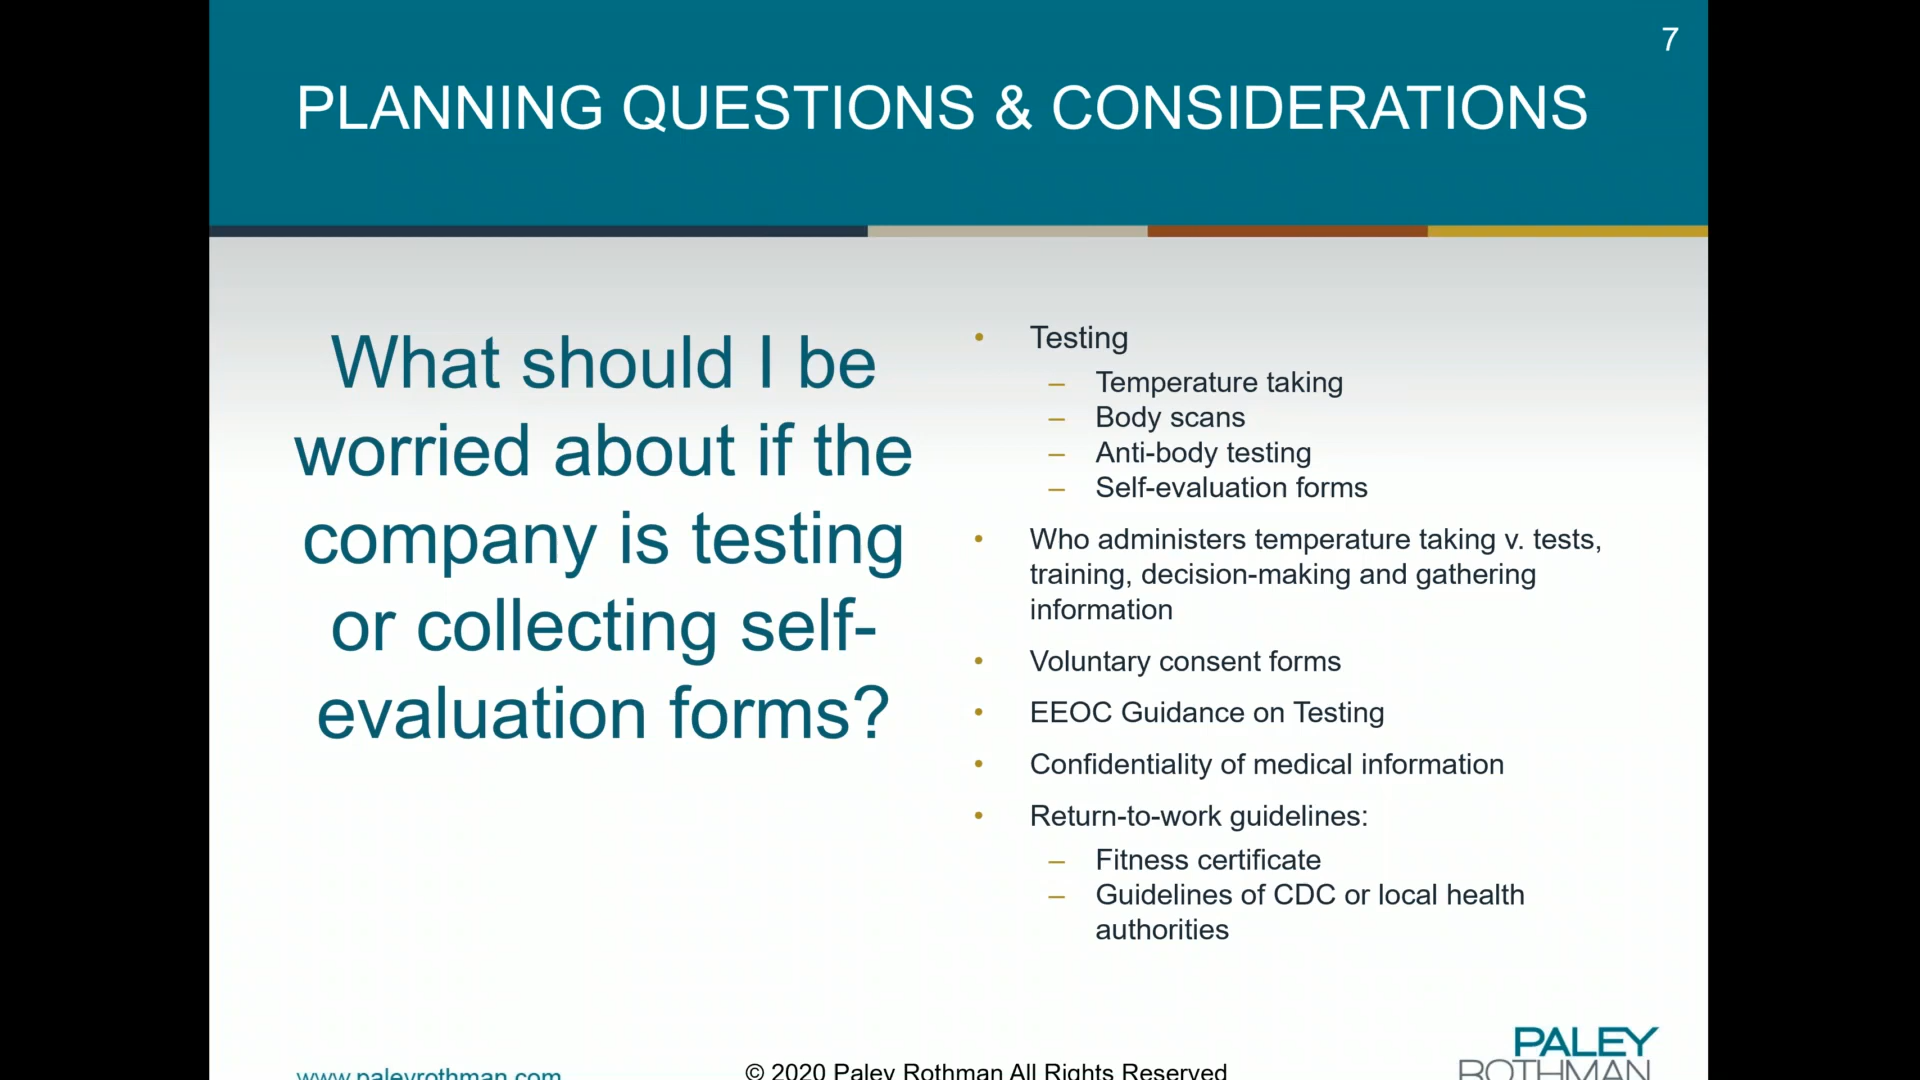 7
PLANNING QUESTIONS & CONSIDERATIONS
What should I be
worried about if the
company is testing
or collecting self-
evaluation forms?
• Testing
– Temperature taking
– Body scans
– Anti-body testing
– Self-evaluation forms
• Who administers temperature taking v. tests,
training, decision-making and gathering
information
• Voluntary consent forms
• EEOC Guidance on Testing
• Confidentiality of medical information
• Return-to-work guidelines:
– Fitness certificate
– Guidelines of CDC or local health
authorities
www.paleyrothman.com
© 2020 Paley Rothman All Rights Reserved
PALEY
ROTHMAN